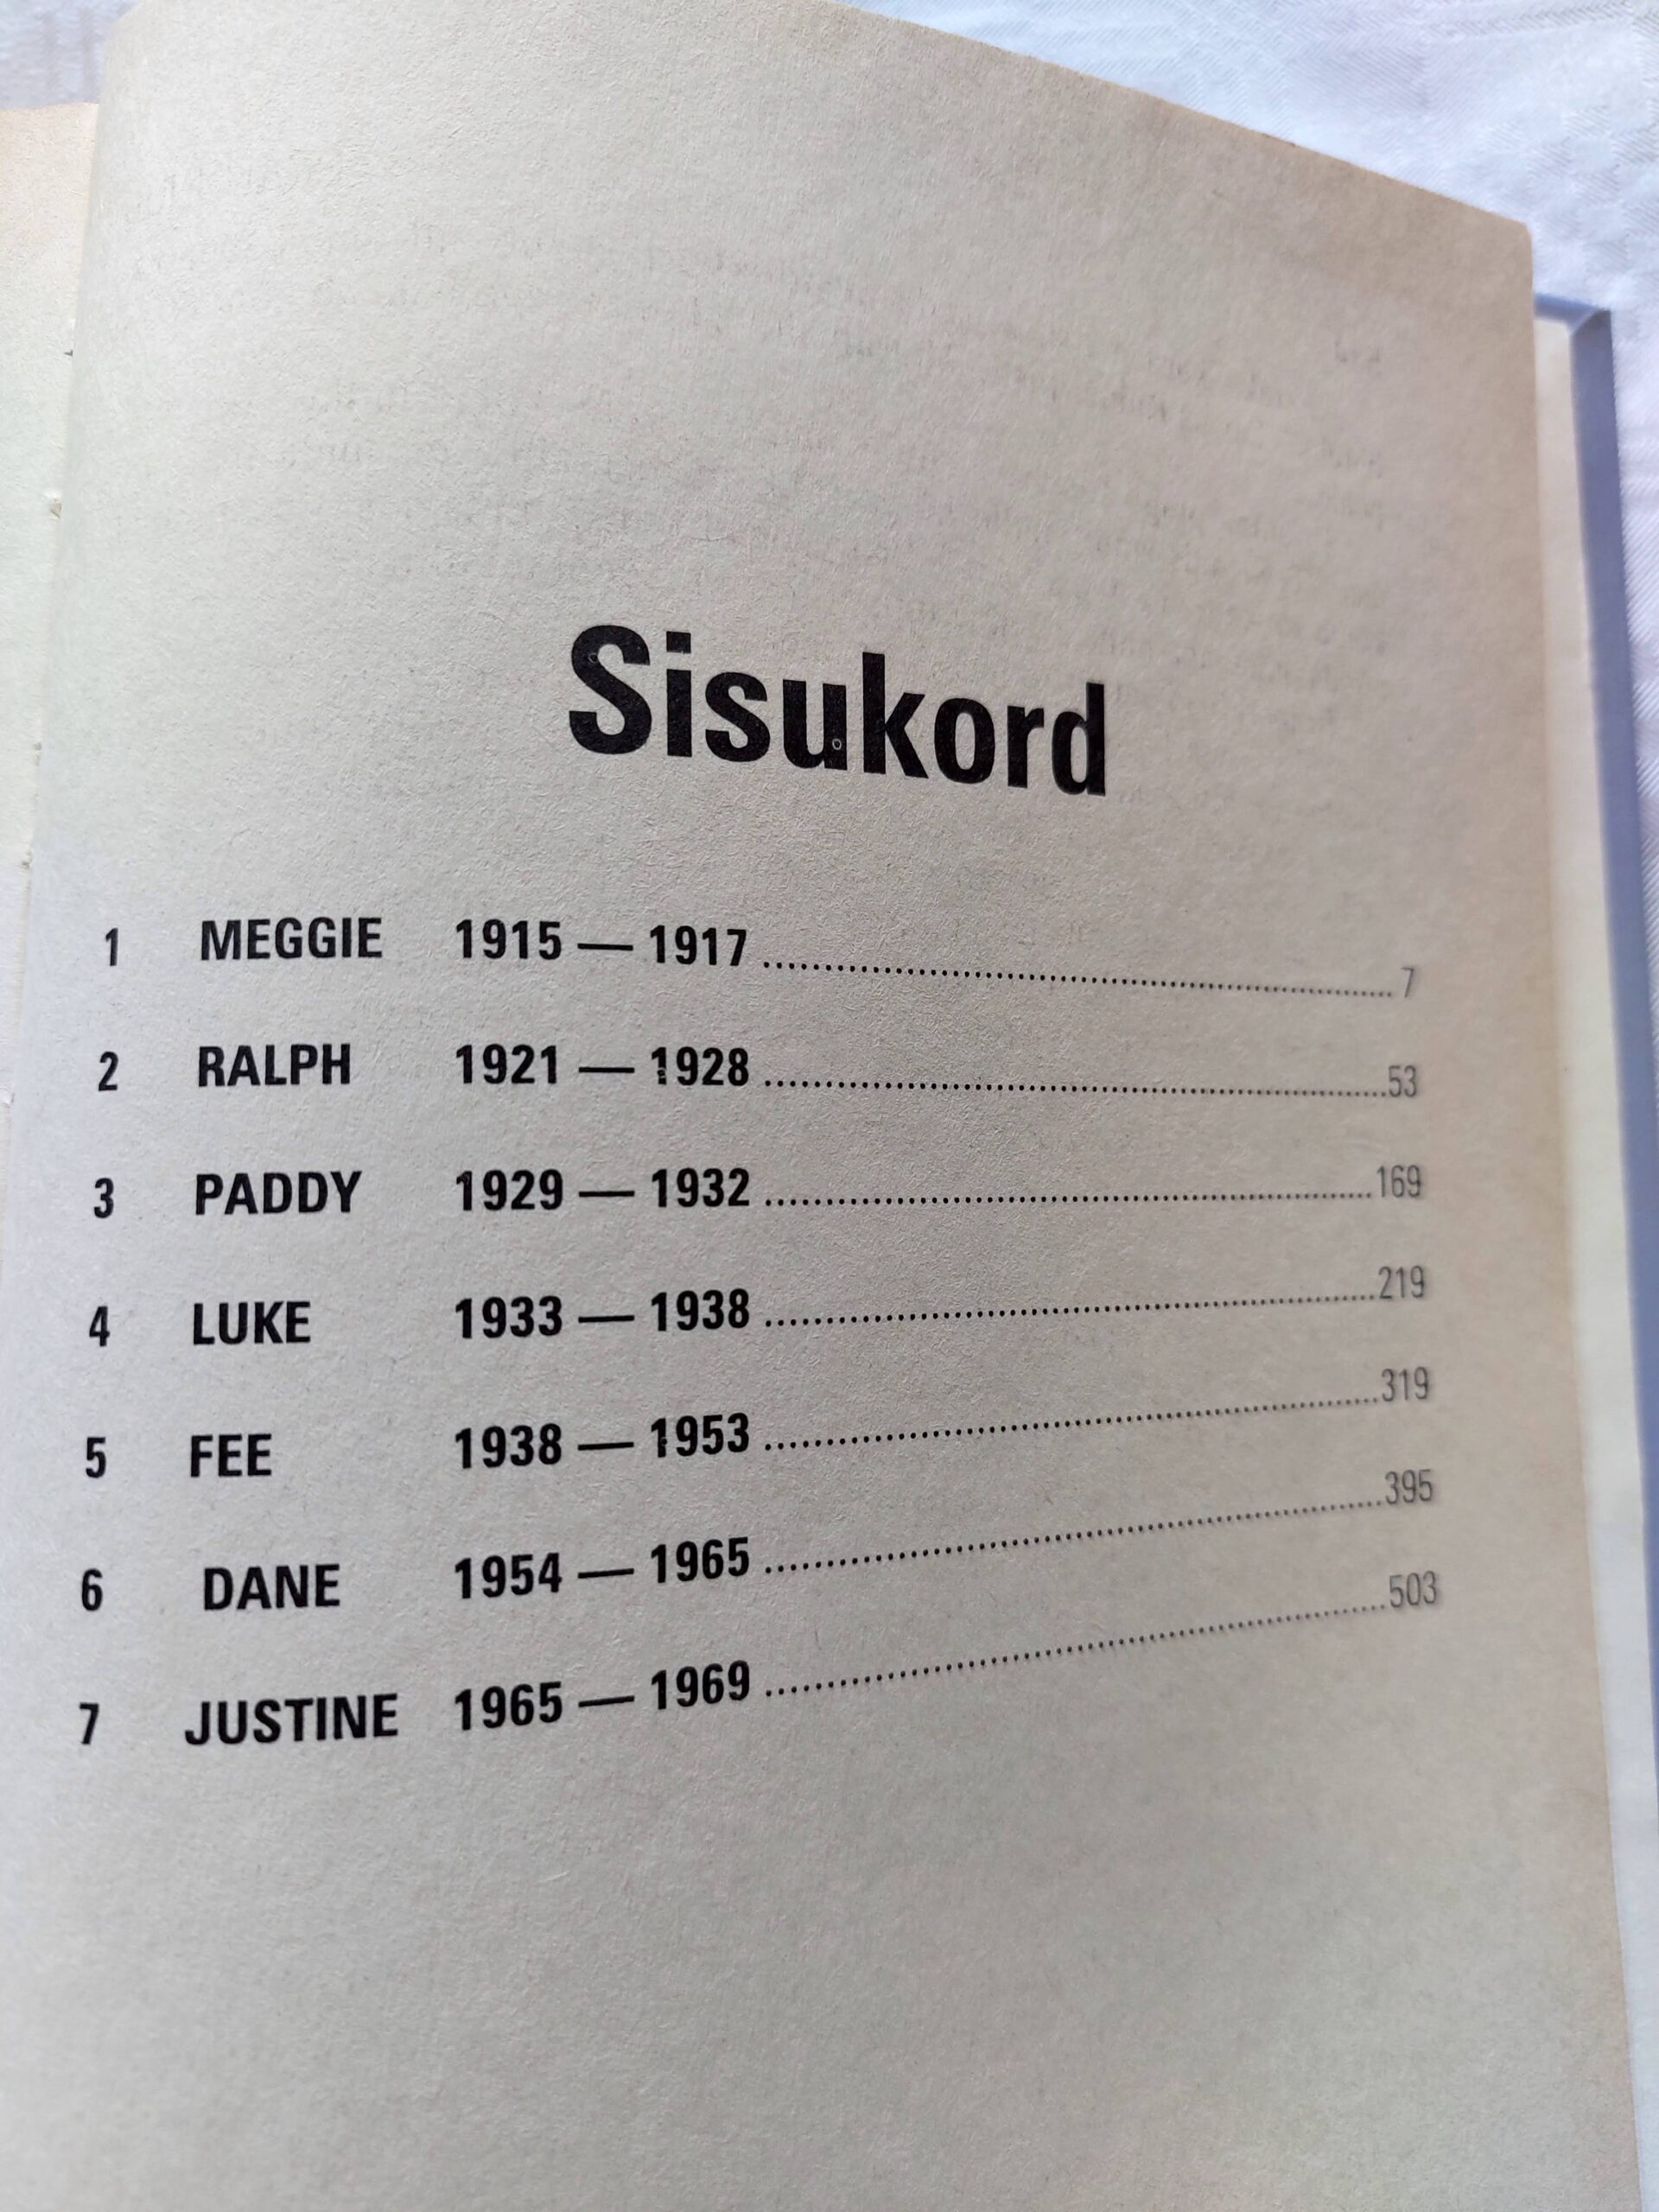 Sisukord
1 MEGGIE 1915 — 1917 ........................ 7
2 RALPH 1921 — 1928 ........................ 53
3 PADDY 1929 — 1932 ........................ 169
4 LUKE 1933 — 1938 ........................ 219
5 FEE 1938 — 1953 ........................ 319
6 DANE 1954 — 1965 ........................ 395
7 JUSTINE 1965 — 1969 ........................ 503